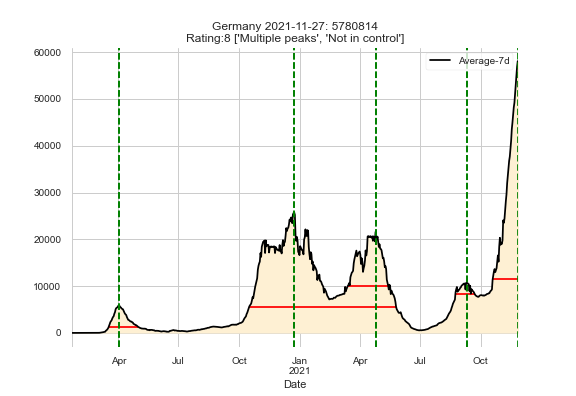 Germany 2021-11-27: 5780814
Rating:8 ['Multiple peaks', 'Not in control']
60000
Average-7d
50000
40000
30000
20000
10000
0
Apr Jul Oct Jan Apr Jul Oct
2021
Date